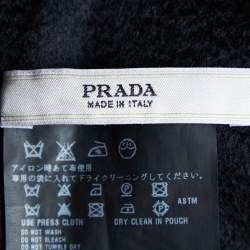 PRADA
MADE IN ITALY
アイロン時あて布使用
専用の袋に入れてドライクリーニングしてください。
ASTM
USE PRESS CLOTH
DRY CLEAN IN POUCH
DO NOT WASH
DO NOT BLEACH
DO NOT TUMBLE DRY